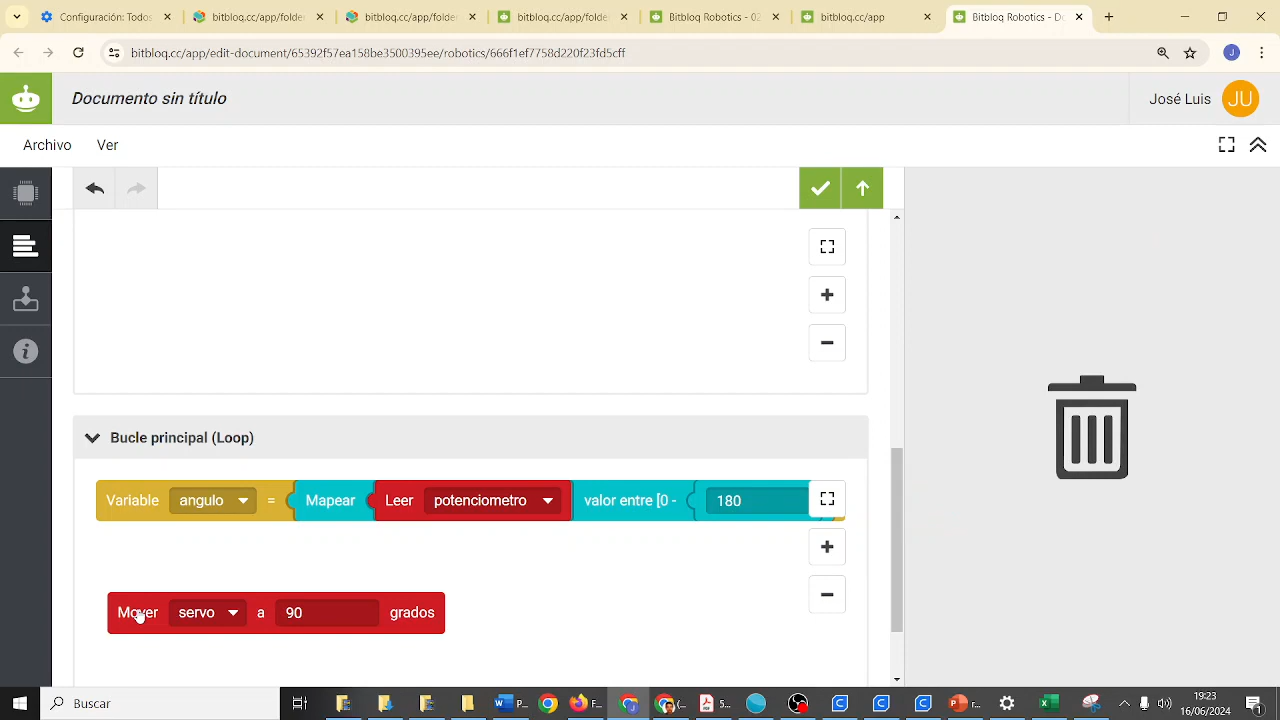 Configuración: Todos
bitbloq.cc/app/folde
bitbloq.cc/app/folde
bitbloq.cc/app/folde
Bitbloq Robotics - 02
bitbloq.cc/app
Bitbloq Robotics - Do
bitbloq.cc/app/edit-document/65392f57ea158be3500395ee/robotics/666f1ef7758d220f23fd5cff
J
Documento sin título
José Luis
JU
Archivo
Ver
Bucle principal (Loop)
Variable angulo = Mapear Leer potenciometro valor entre [0 - 180
Mover servo a 90 grados
Buscar
P...
F...
(...
5...
...
19:23
16/06/2024